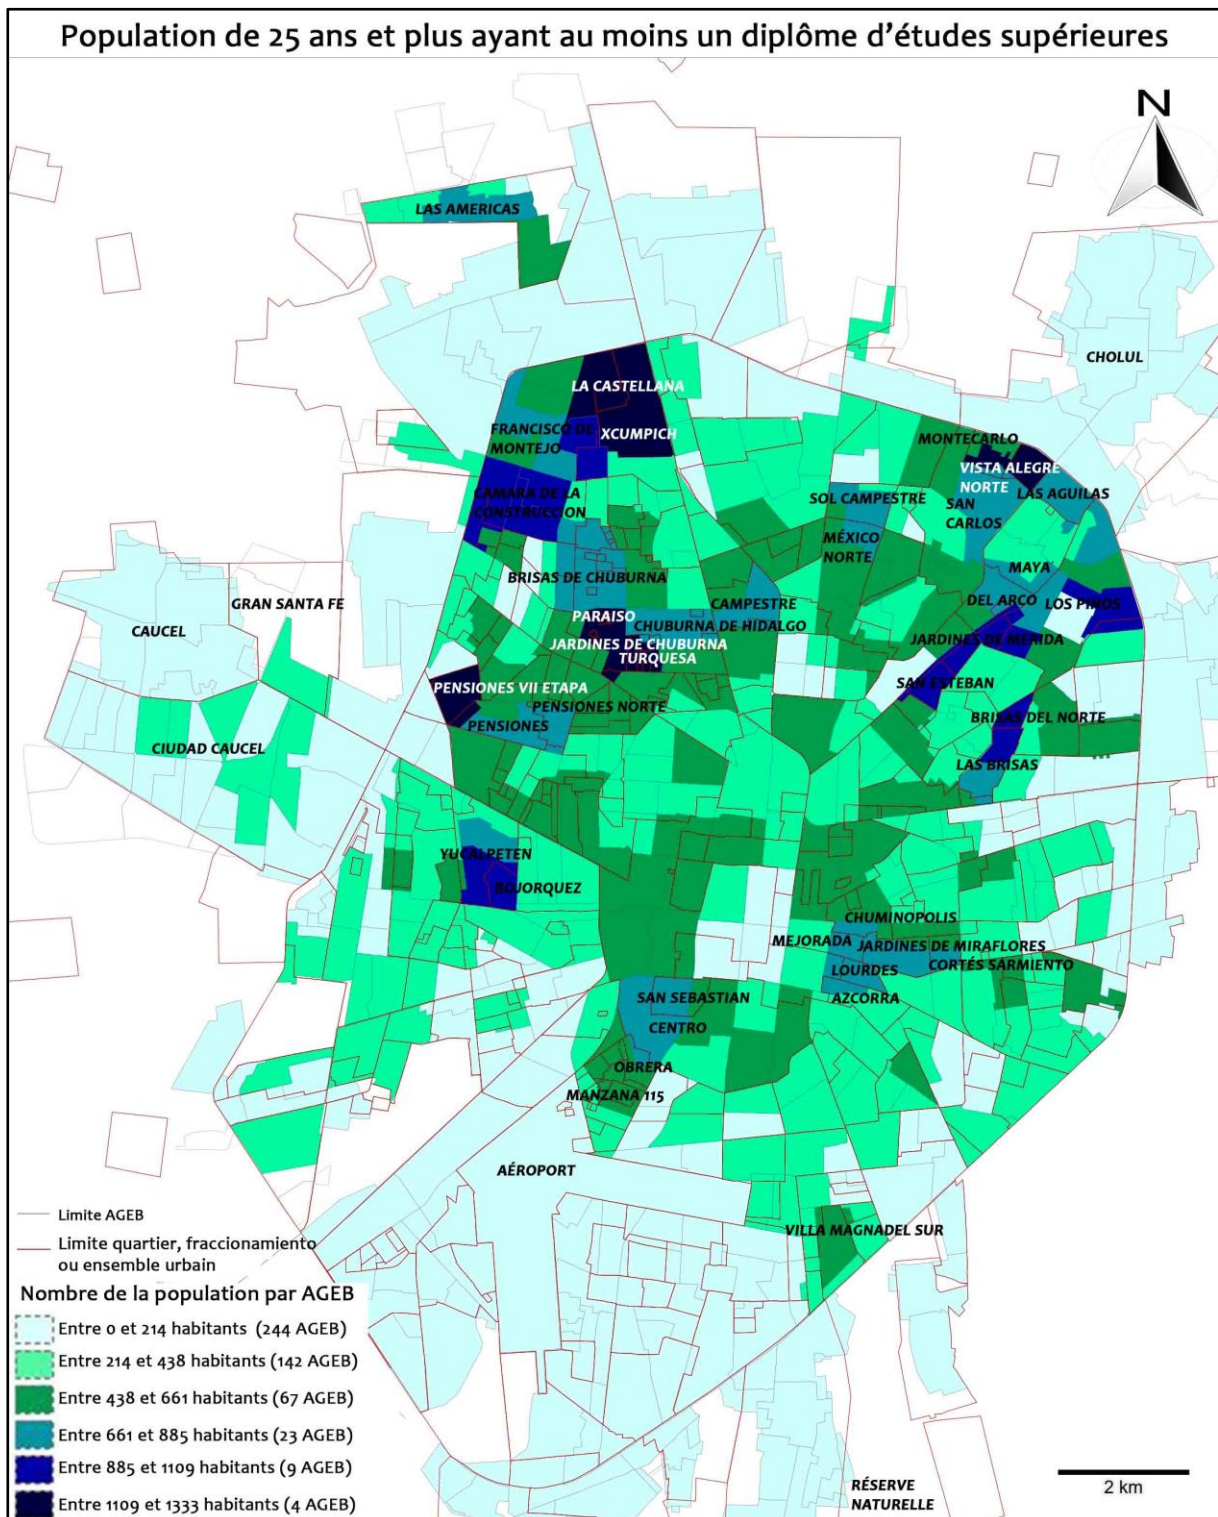 Population de 25 ans et plus ayant au moins un diplôme d'études supérieures
N
LAS AMERICAS
CHOLUL
LA CASTELLANA
FRANCISCO DE
MONTEJO
XCUMPICH
MONTECARLO
VISTA ALEGRE
NORTE
LAS AGUILAS
CAMARA DE LA
CONSTRUCCION
SOL CAMPESTRE
SAN
CARLOS
MÉXICO
NORTE
MAYA
BRISAS DE CHUBURNA
GRAN SANTA FE
CAMPESTRE
DEL ARCO
LOS PINOS
PARAISO
CHUBURNA DE HIDALGO
CAUCEL
JARDINES DE CHUBURNA
JARDINES DE MERIDA
TURQUESA
PENSIONES VII ETAPA
SAN ESTEBAN
PENSIONES NORTE
PENSIONES
BRISAS DEL NORTE
CIUDAD CAUCEL
LAS BRISAS
YUCALPETEN
BOJORQUEZ
CHUMINOPOLIS
MEJORADA
JARDINES DE MIRAFLORES
LOURDES
CORTÉS SARMIENTO
SAN SEBASTIAN
AZCORRA
CENTRO
OBRERA
MANZANA 115
AÉROPORT
VILLA MAGNADEL SUR
Limite AGEB
Limite quartier, fraccionamiento
ou ensemble urbain
Nombre de la population par AGEB
Entre 0 et 214 habitants (244 AGEB)
Entre 214 et 438 habitants (142 AGEB)
Entre 438 et 661 habitants (67 AGEB)
Entre 661 et 885 habitants (23 AGEB)
Entre 885 et 1109 habitants (9 AGEB)
Entre 1109 et 1333 habitants (4 AGEB)
RÉSERVE
NATURELLE
2 km